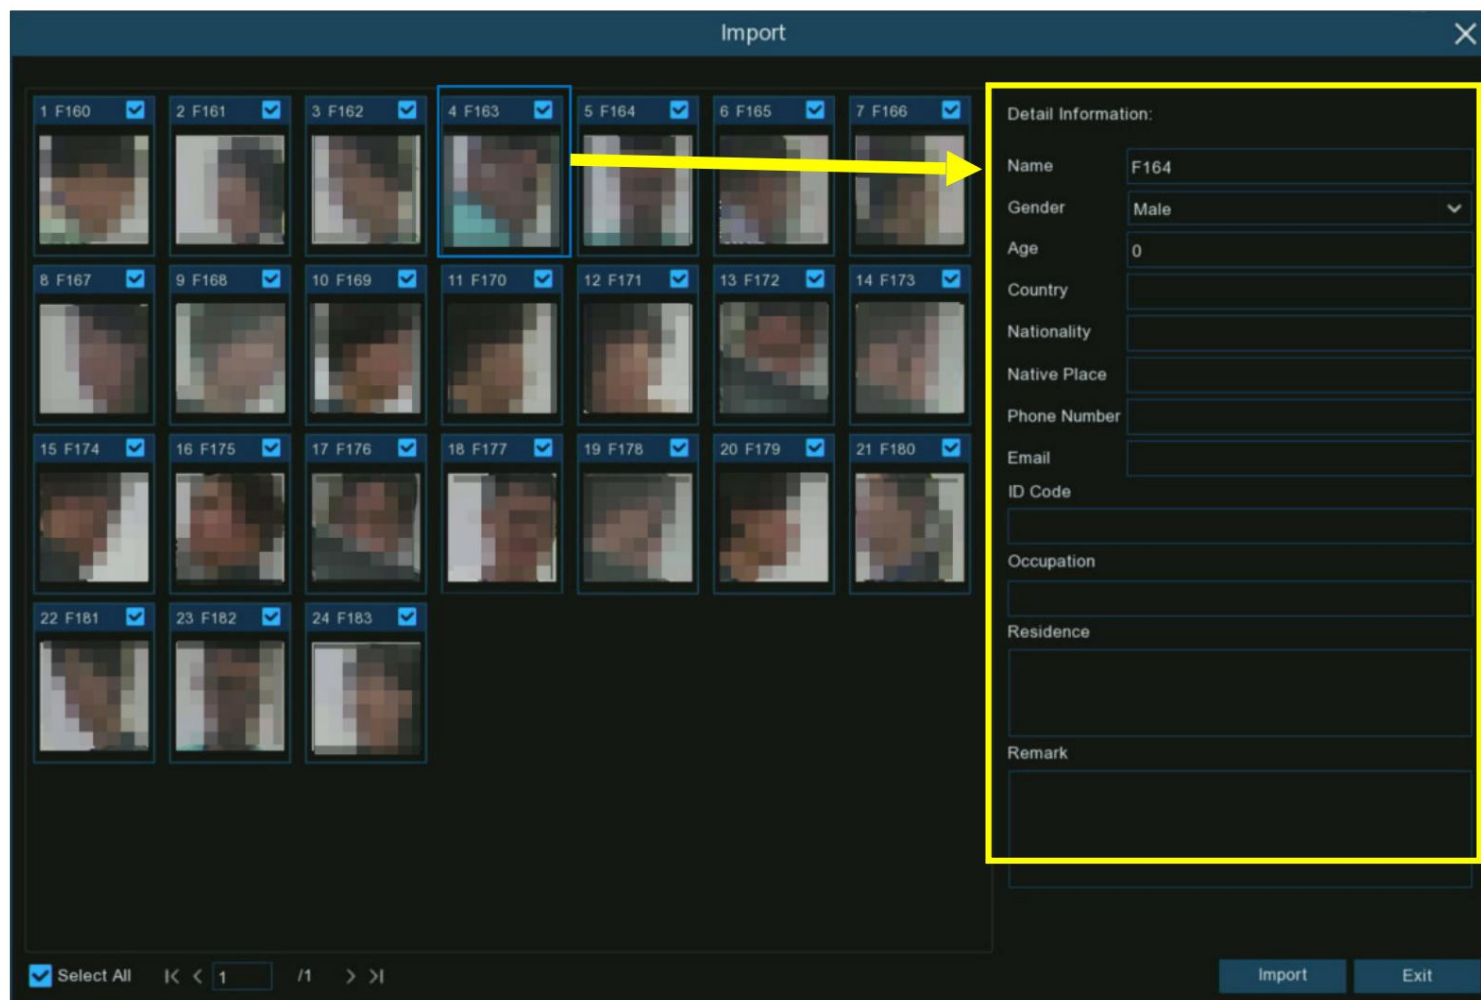 Import
1 F160
2 F161
3 F162
4 F163
5 F164
6 F165
7 F166
8 F167
9 F168
10 F169
11 F170
12 F171
13 F172
14 F173
15 F174
16 F175
17 F176
18 F177
19 F178
20 F179
21 F180
22 F181
23 F182
24 F183
Detail Information:
Name F164
Gender Male
Age 0
Country
Nationality
Native Place
Phone Number
Email
ID Code
Occupation
Residence
Remark
Select All 1 /1
Import Exit